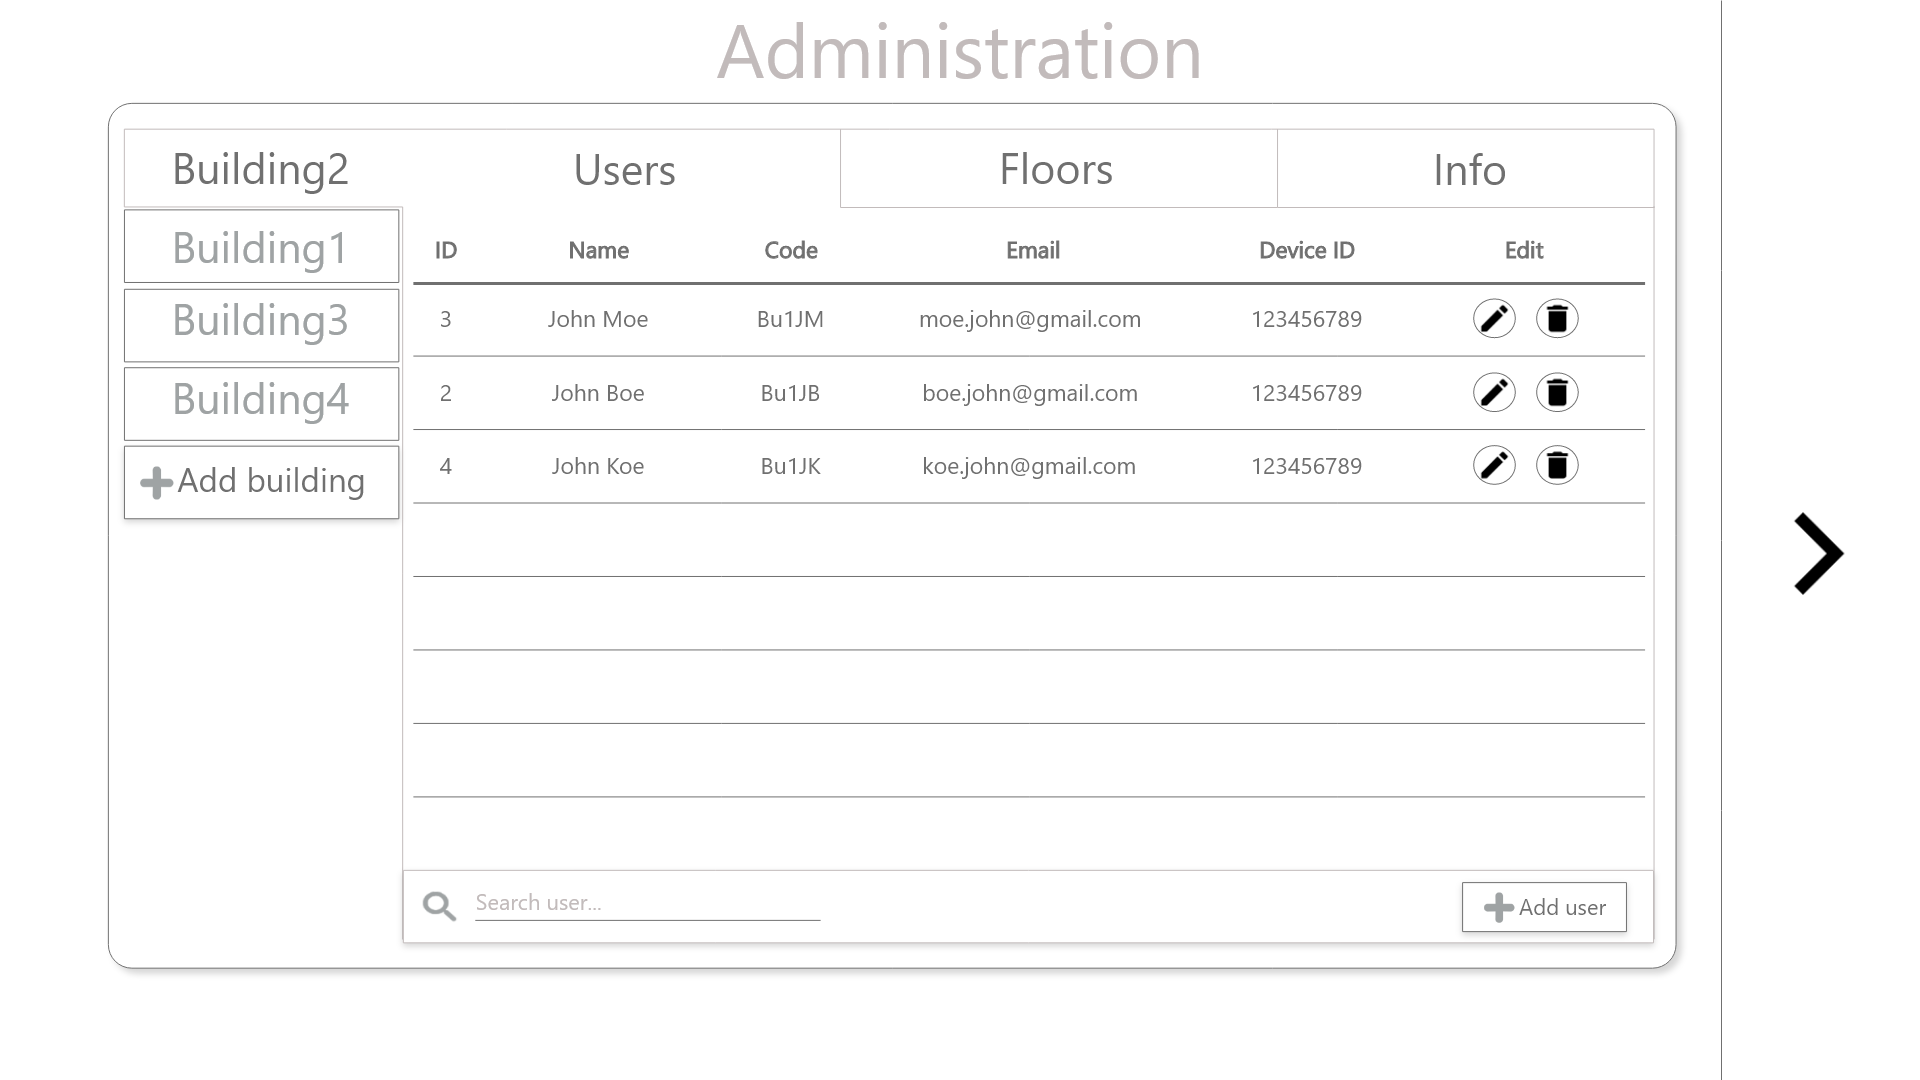 Administration
Building2 Users Floors Info
Building1
Building3
Building4
Add building
ID Name Code Email Device ID Edit
3 John Moe Bu1JM moe.john@gmail.com 123456789
2 John Boe Bu1JB boe.john@gmail.com 123456789
4 John Koe Bu1JK koe.john@gmail.com 123456789
Search user...
Add user